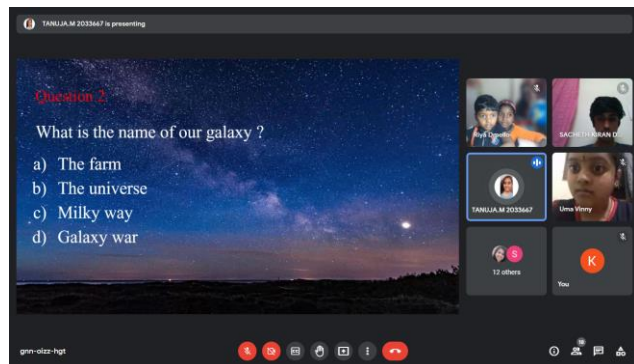 TANUJA.M 2033667 is presenting
Question 2
What is the name of our galaxy ?
a) The farm
b) The universe
c) Milky way
d) Galaxy war
SACHETH KIRAN D...
TANUJA.M 2033667
Uma Vinny
S
12 others
K
You
gnn-oizz-hgt